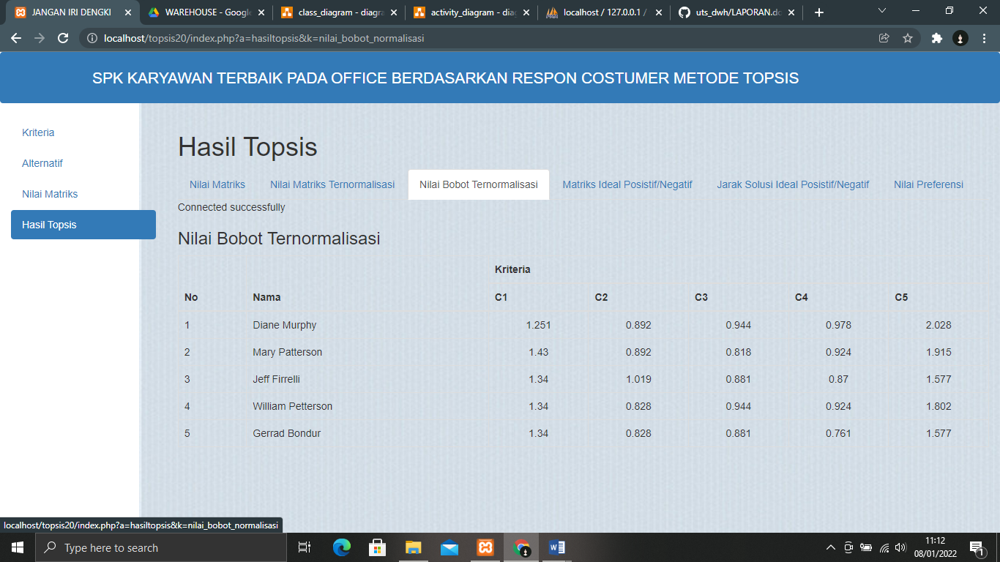 JANGAN IRI DENGKI WAREHOUSE - Google class_diagram - diagra activity_diagram - diag localhost / 127.0.0.1 / uts_dwh/LAPORAN.do
localhost/topsis20/index.php?a=hasiltopsis&k=nilai_bobot_normalisasi
SPK KARYAWAN TERBAIK PADA OFFICE BERDASARKAN RESPON COSTUMER METODE TOPSIS
Kriteria
Alternatif
Nilai Matriks
Hasil Topsis
Hasil Topsis
Nilai Matriks Nilai Matriks Ternormalisasi Nilai Bobot Ternormalisasi Matriks Ideal Posistif/Negatif Jarak Solusi Ideal Posistif/Negatif Nilai Preferensi
Connected successfully
Nilai Bobot Ternormalisasi
Kriteria
No Nama C1 C2 C3 C4 C5
1 Diane Murphy 1.251 0.892 0.944 0.978 2.028
2 Mary Patterson 1.43 0.892 0.818 0.924 1.915
3 Jeff Firrelli 1.34 1.019 0.881 0.87 1.577
4 William Petterson 1.34 0.828 0.944 0.924 1.802
5 Gerrad Bondur 1.34 0.828 0.881 0.761 1.577
localhost/topsis20/index.php?a=hasiltopsis&k=nilai_bobot_normalisasi
Type here to search
11:12
08/01/2022
1